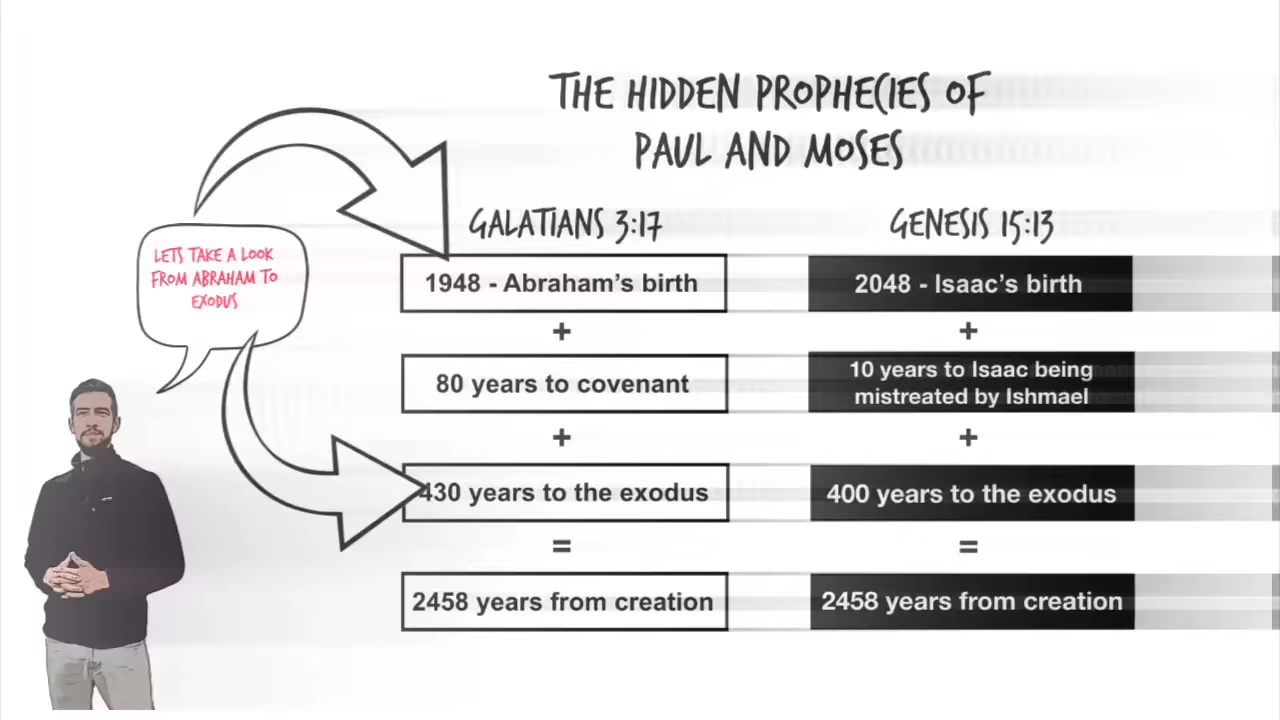 THE HIDDEN PROPHECIES OF
PAUL AND MOSES
LETS TAKE A LOOK
FROM ABRAHAM TO
EXODUS
GALATIANS 3:17
1948 - Abraham's birth
+
80 years to covenant
+
430 years to the exodus
=
2458 years from creation
GENESIS 15:13
2048 - Isaac's birth
+
10 years to Isaac being
mistreated by Ishmael
+
400 years to the exodus
=
2458 years from creation